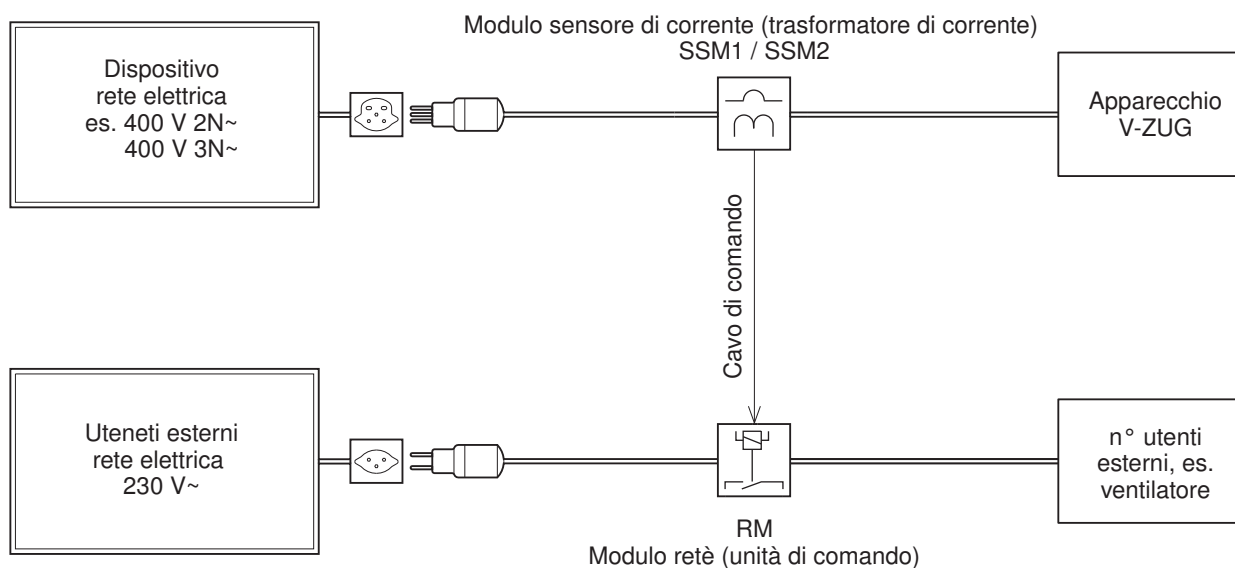 Modulo sensore di corrente (trasformatore di corrente)
SSM1 / SSM2
Dispositivo
rete elettrica
es. 400 V 2N~
400 V 3N~
Apparecchio
V-ZUG
Cavo di comando
Uteneti esterni
rete elettrica
230 V~
n° utenti
esterni, es.
ventilatore
RM
Modulo retè (unità di comando)